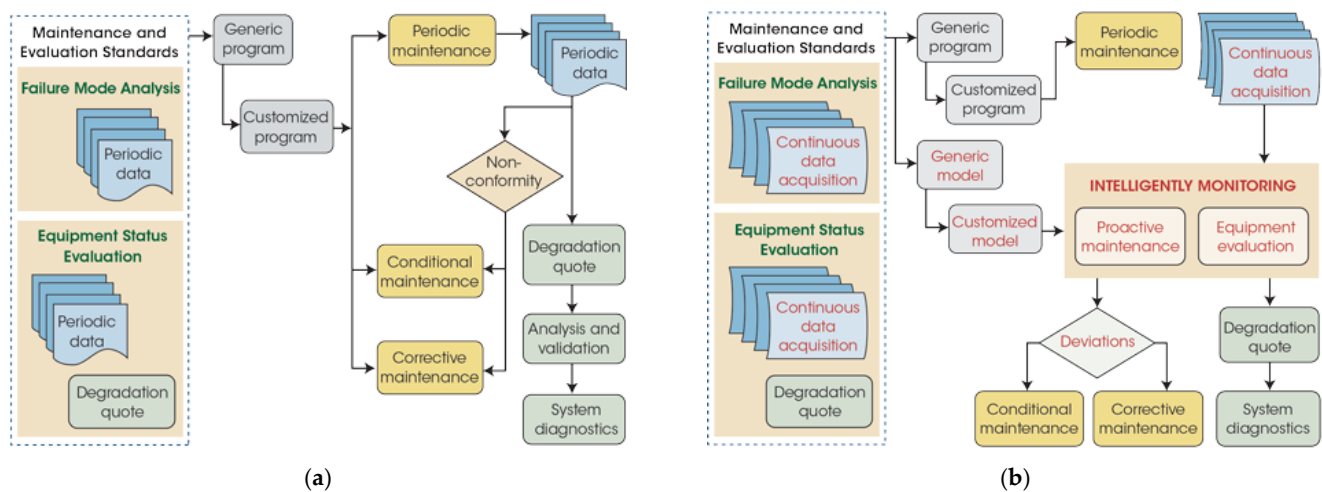 Maintenance and
Evaluation Standards
Failure Mode Analysis
Periodic
data
Equipment Status
Evaluation
Periodic
data
Degradation
quote
Generic
program
Customized
program
Periodic
maintenance
Periodic
data
Non-
conformity
Conditional
maintenance
Corrective
maintenance
Degradation
quote
Analysis and
validation
System
diagnostics
(a)
Maintenance and
Evaluation Standards
Failure Mode Analysis
Continuous
data
acquisition
Equipment Status
Evaluation
Continuous
data
acquisition
Degradation
quote
Generic
program
Customized
program
Periodic
maintenance
Continuous
data
acquisition
Generic
model
Customized
model
INTELLIGENTLY MONITORING
Proactive
maintenance
Equipment
evaluation
Deviations
Degradation
quote
Conditional
maintenance
Corrective
maintenance
System
diagnostics
(b)